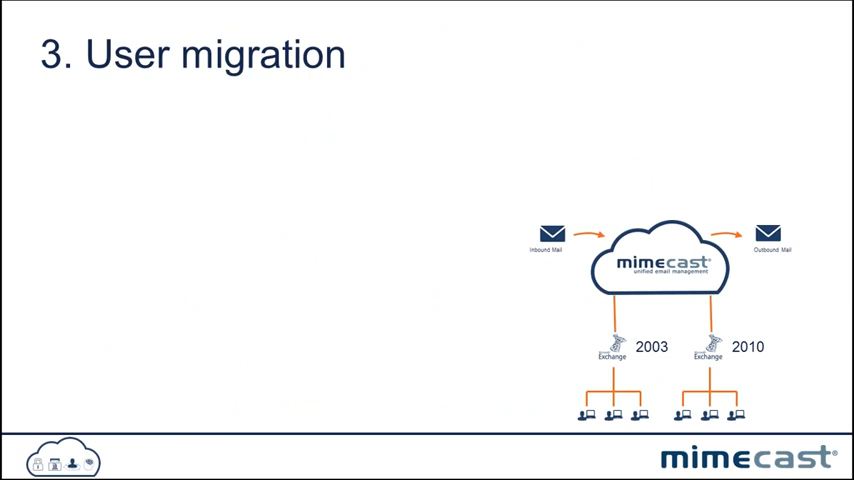 3. User migration
Inbound Mail
Outbound Mail
mimecast®
unified email management
Exchange
2003
Exchange
2010
mimecast®